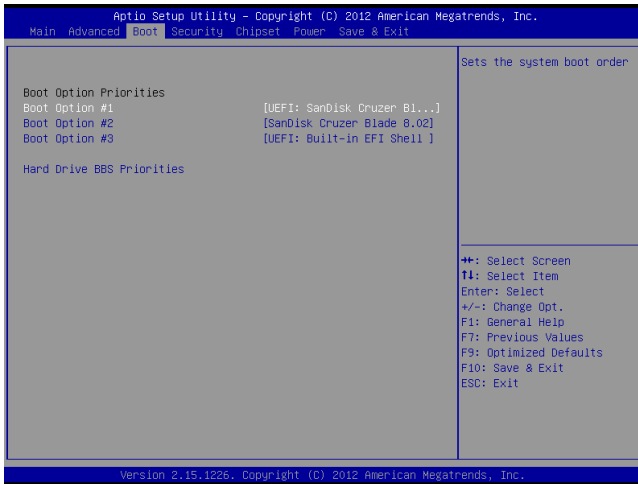 Aptio Setup Utility – Copyright (C) 2012 American Megatrends, Inc.
Main Advanced Boot Security Chipset Power Save & Exit
Sets the system boot order
Boot Option Priorities
Boot Option #1 [UEFI: SanDisk Cruzer Bl...]
Boot Option #2 [SanDisk Cruzer Blade 8.02]
Boot Option #3 [UEFI: Built-in EFI Shell ]
Hard Drive BBS Priorities
→←: Select Screen
↑↓: Select Item
Enter: Select
+/-: Change Opt.
F1: General Help
F7: Previous Values
F9: Optimized Defaults
F10: Save & Exit
ESC: Exit
Version 2.15.1226. Copyright (C) 2012 American Megatrends, Inc.